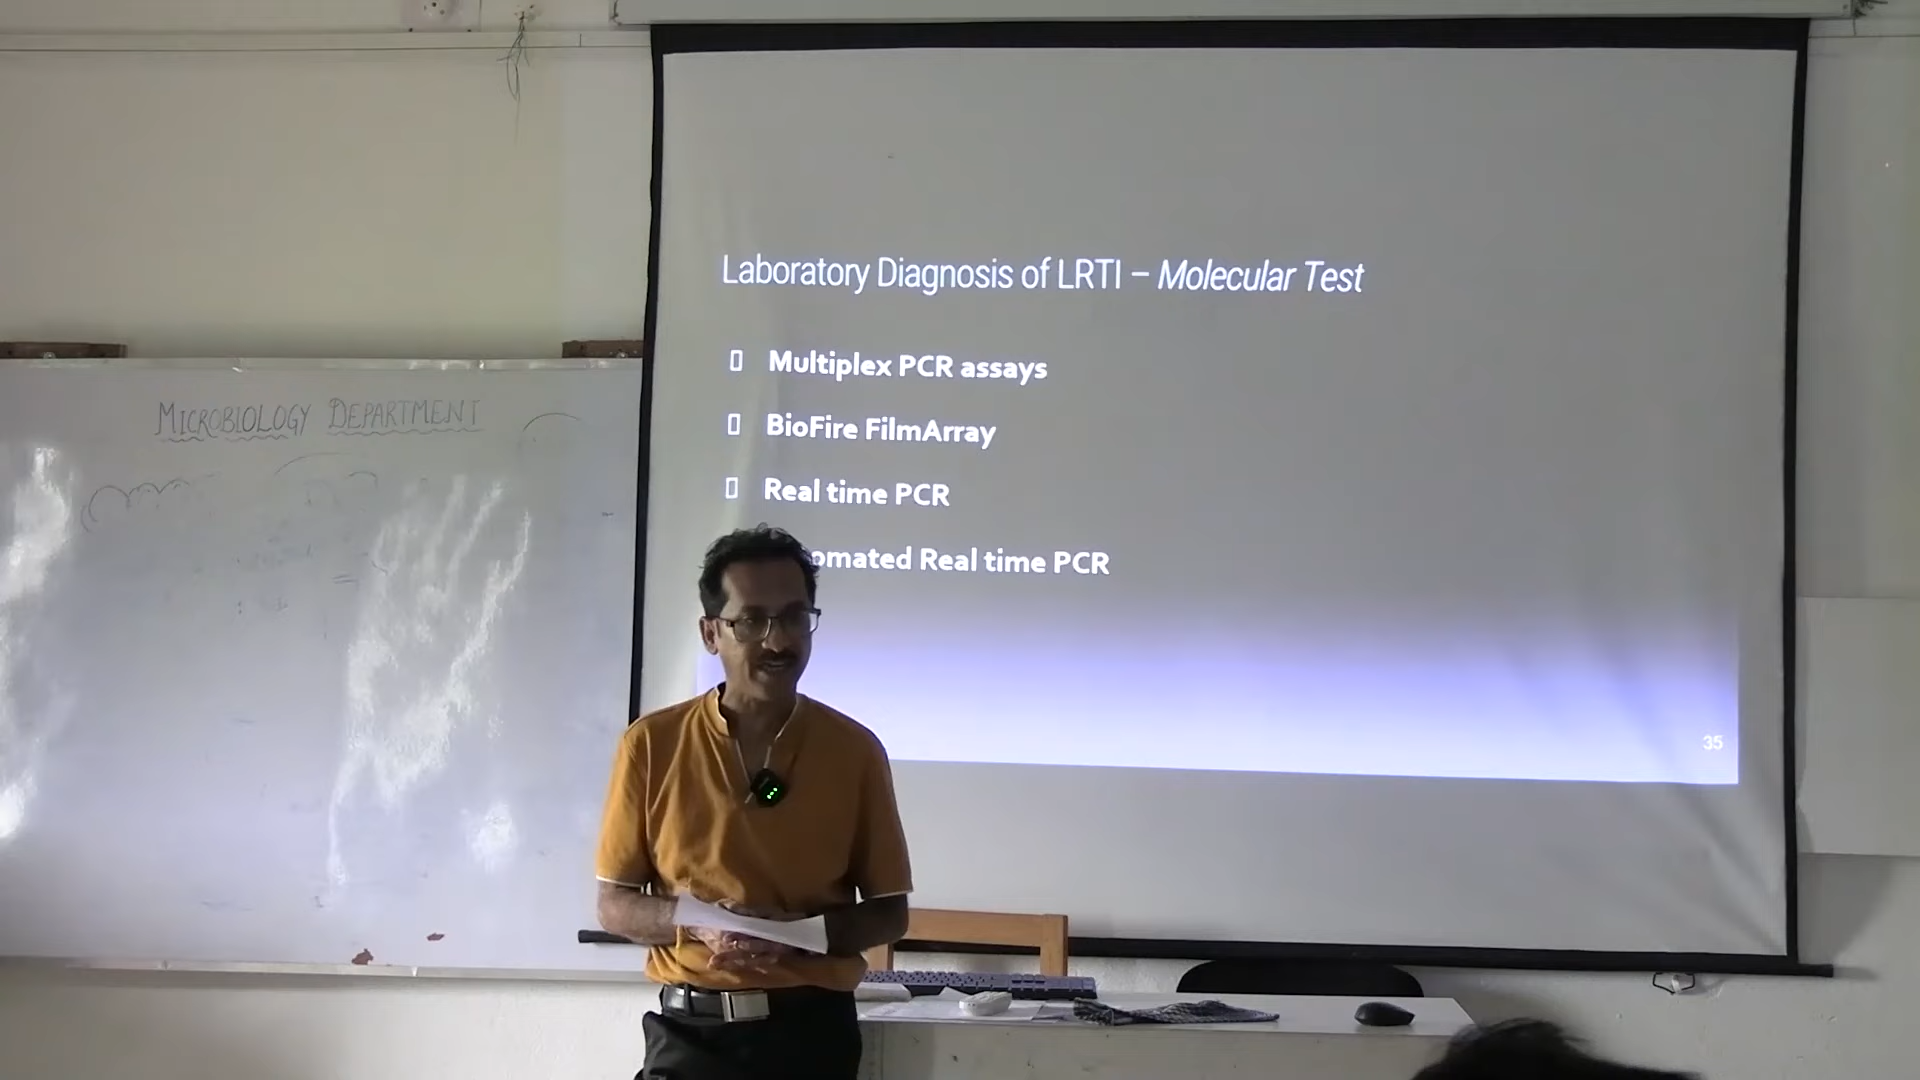 Laboratory Diagnosis of LRTI – Molecular Test
Multiplex PCR assays
BioFire FilmArray
Real time PCR
Real time PCR
35
MICROBIOLOGY DEPARTMENT